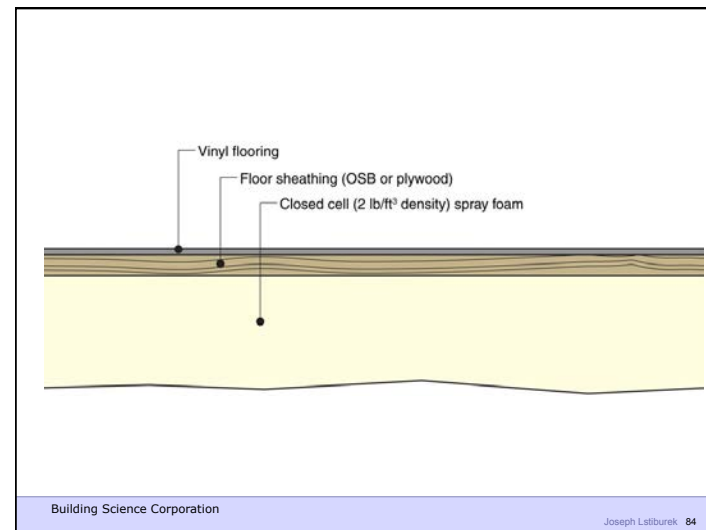 Vinyl flooring
Floor sheathing (OSB or plywood)
Closed cell (2 lb/ft³ density) spray foam
Building Science Corporation
Joseph Lstiburek 84